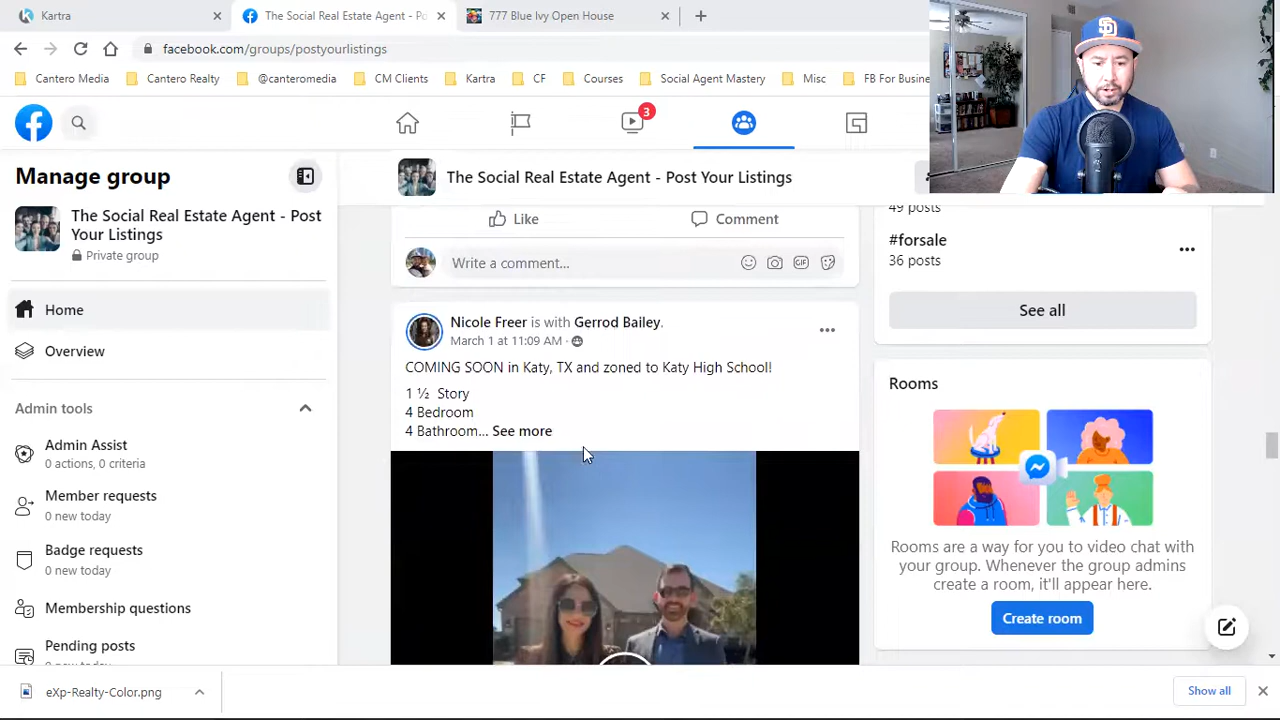 Kartra
The Social Real Estate Agent - Po
777 Blue Ivy Open House
facebook.com/groups/postyourlistings
Cantero Media
Cantero Realty
@canteromedia
CM Clients
Kartra
CF
Courses
Social Agent Mastery
Misc
FB For Busine
3
SD
Manage group
The Social Real Estate Agent - Post
Your Listings
Private group
Home
Overview
Admin tools
Admin Assist
0 actions, 0 criteria
Member requests
0 new today
Badge requests
0 new today
Membership questions
Pending posts
0 new today
The Social Real Estate Agent - Post Your Listings
Like
Comment
Write a comment...
GIF
Nicole Freer is with Gerrod Bailey.
March 1 at 11:09 AM ·
COMING SOON in Katy, TX and zoned to Katy High School!
1 ½ Story
4 Bedroom
4 Bathroom... See more
49 posts
#forsale
36 posts
See all
Rooms
Rooms are a way for you to video chat with
your group. Whenever the group admins
create a room, it'll appear here.
Create room
eXp-Realty-Color.png
Show all